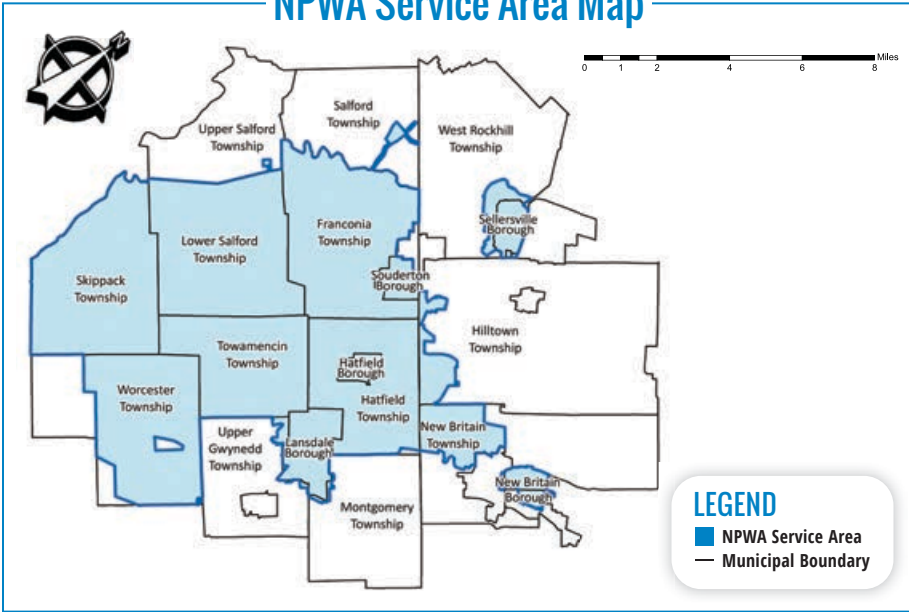 NPWA Service Area Map
N
Miles
0 1 2 4 6 8
Salford
Township
Upper Salford
Township
West Rockhill
Township
Sellersville
Borough
Franconia
Township
Lower Salford
Township
Skippack
Township
Souderton
Borough
Hilltown
Township
Towamencin
Township
Hatfield
Borough
Worcester
Township
Hatfield
Township
New Britain
Township
Upper
Gwynedd
Township
Lansdale
Borough
New Britain
Borough
Montgomery
Township
LEGEND
NPWA Service Area
Municipal Boundary